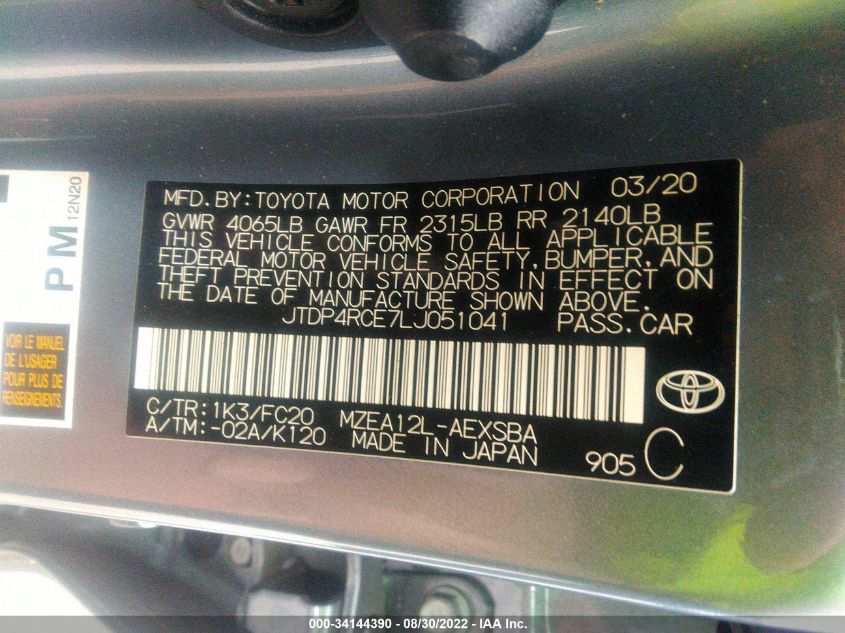 MFD.BY:TOYOTA MOTOR CORPORATION 03/20
GVWR 4065LB GAWR FR 2315LB RR 2140LB
THIS VEHICLE CONFORMS TO ALL APPLICABLE
FEDERAL MOTOR VEHICLE SAFETY,BUMPER,AND
THEFT PREVENTION STANDARDS IN EFFECT ON
THE DATE OF MANUFACTURE SHOWN ABOVE.
JTDP4RCE7LJ051041 PASS.CAR
C/TR:1K3/FC20 MZEA12L-AEXSBA
A/TM:-02A/K120 MADE IN JAPAN
905 C
PM 12N20
VOIR LE MANUEL
DE L'USAGER
POUR PLUS DE
RENSEIGNEMENTS
000-34144390 - 08/30/2022 - IAA Inc.